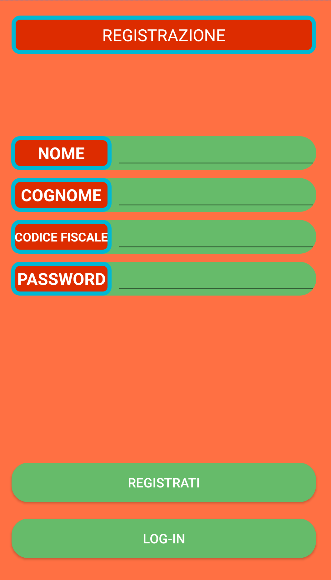 REGISTRAZIONE
NOME
COGNOME
CODICE FISCALE
PASSWORD
REGISTRATI
LOG-IN